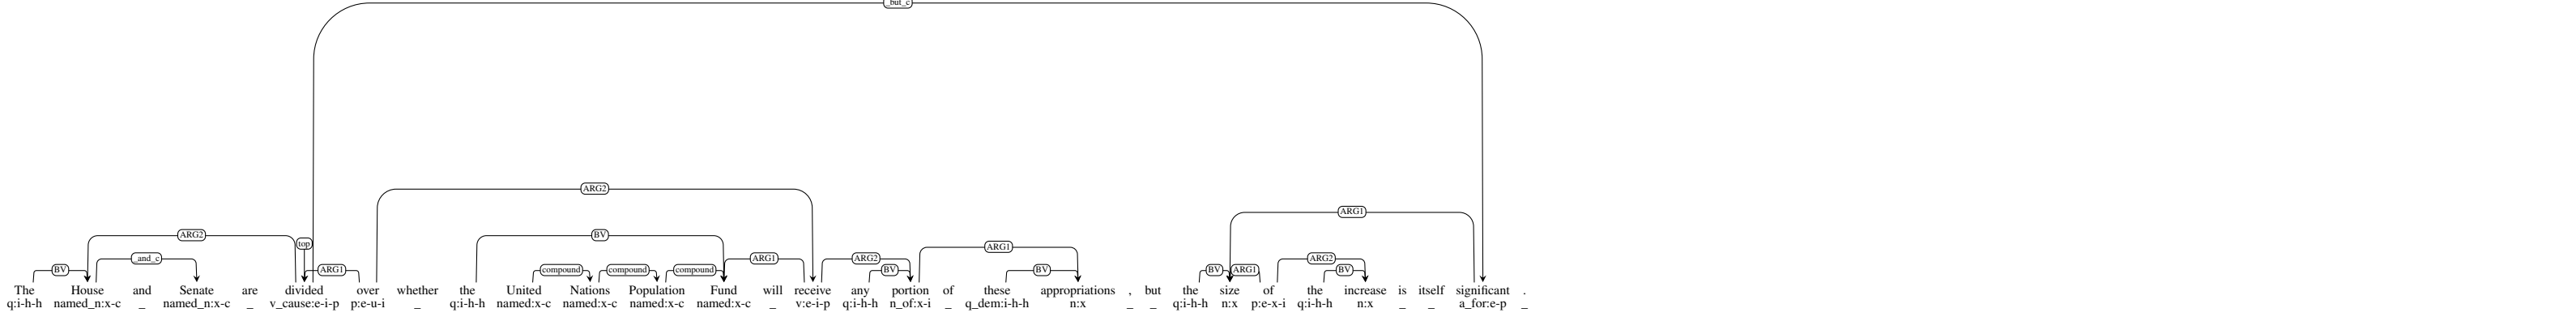 _but_c
ARG2
ARG1
ARG2 BV
top
ARG1
_and_c ARG1 ARG2 ARG2
BV ARG1 compound compound compound BV BV BV ARG1 BV
The House and Senate are divided over whether the United Nations Population Fund will receive any portion of these appropriations , but the size of the increase is itself significant .
q:i-h-h named_n:x-c _ named_n:x-c _ v_cause:e-i-p p:e-u-i _ q:i-h-h named:x-c named:x-c named:x-c named:x-c _ v:e-i-p q:i-h-h n_of:x-i _ q_dem:i-h-h n:x _ _ q:i-h-h n:x p:e-x-i q:i-h-h n:x _ _ a_for:e-p _